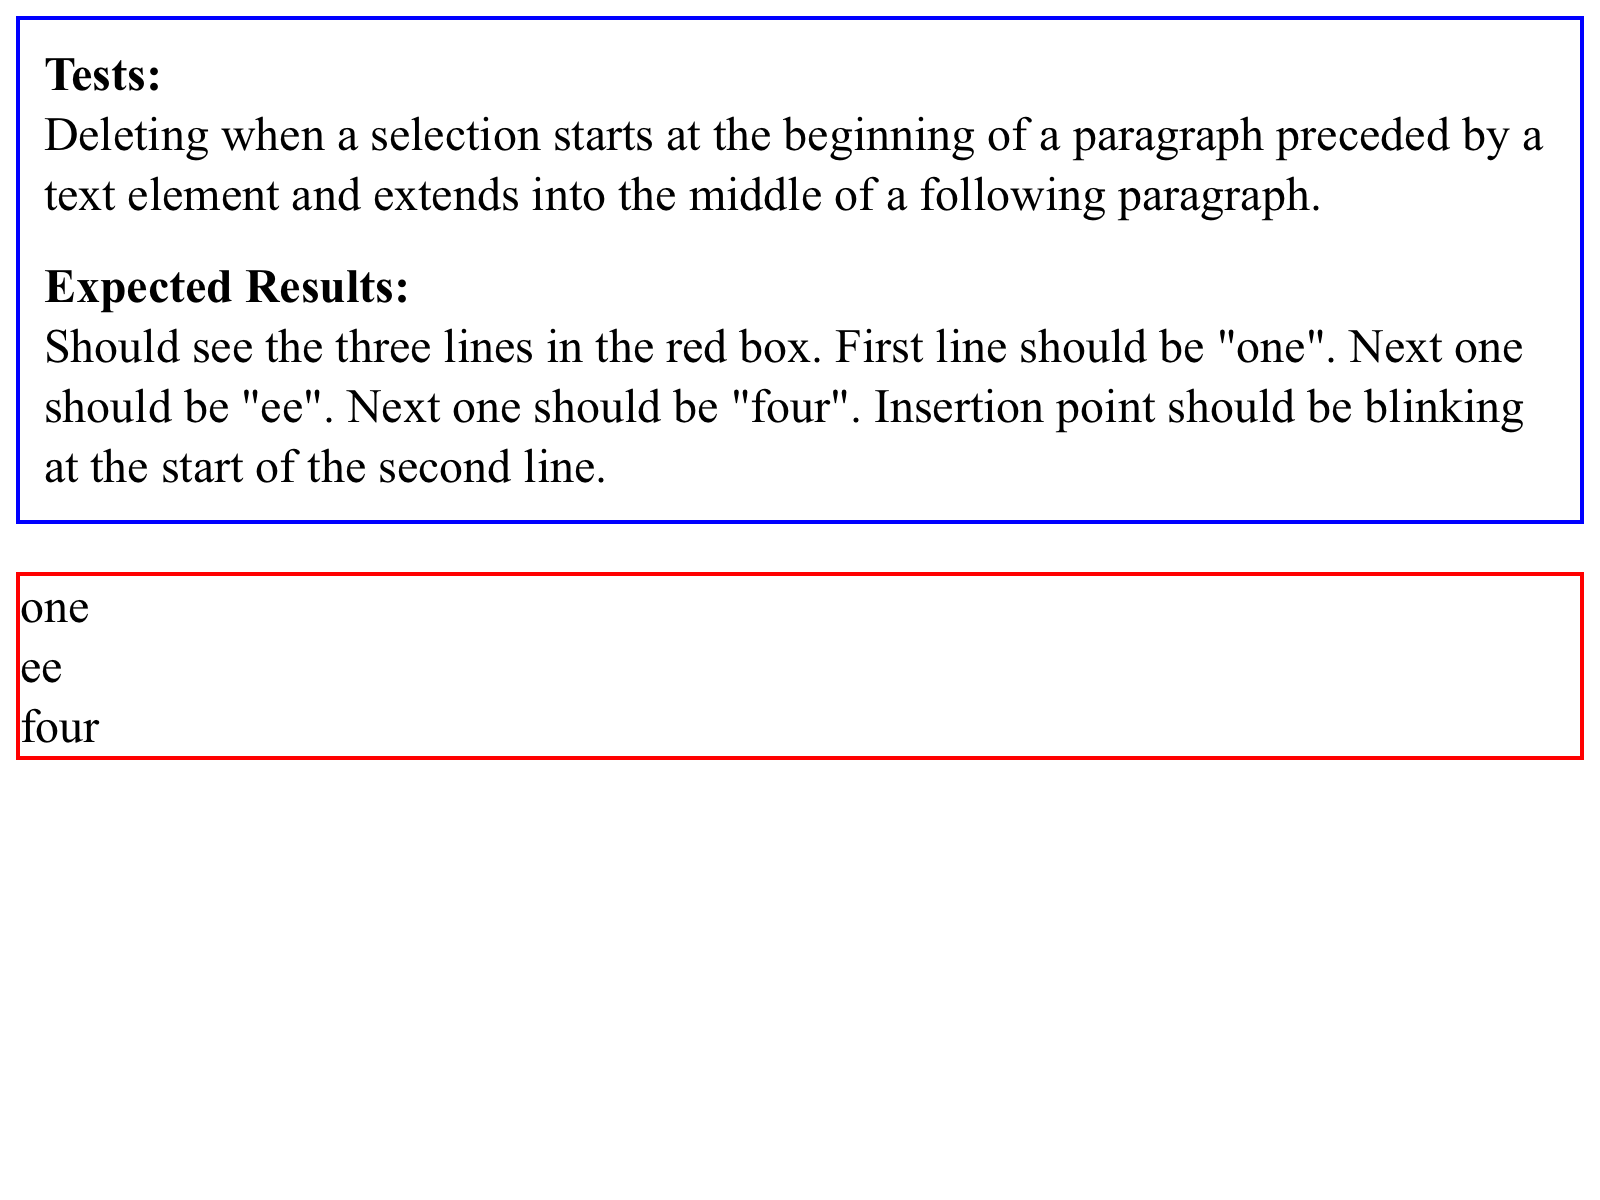 Tests:
Deleting when a selection starts at the beginning of a paragraph preceded by a
text element and extends into the middle of a following paragraph.
Expected Results:
Should see the three lines in the red box. First line should be "one". Next one
should be "ee". Next one should be "four". Insertion point should be blinking
at the start of the second line.
one
ee
four